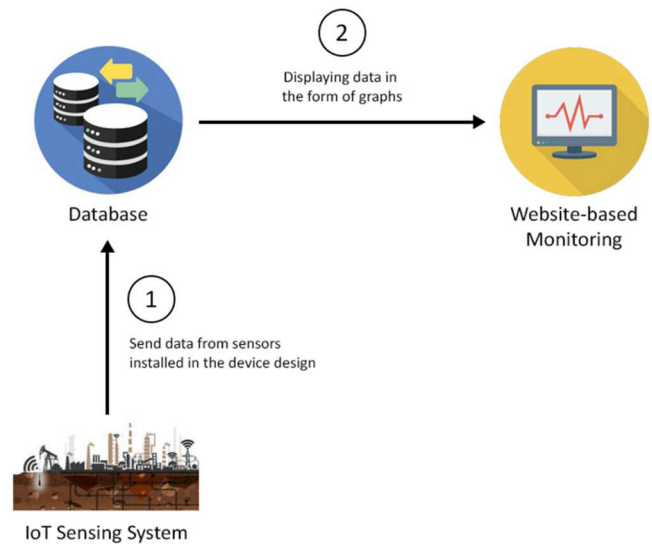 2
Displaying data in
the form of graphs
Database
Website-based
Monitoring
1
Send data from sensors
installed in the device design
IoT Sensing System